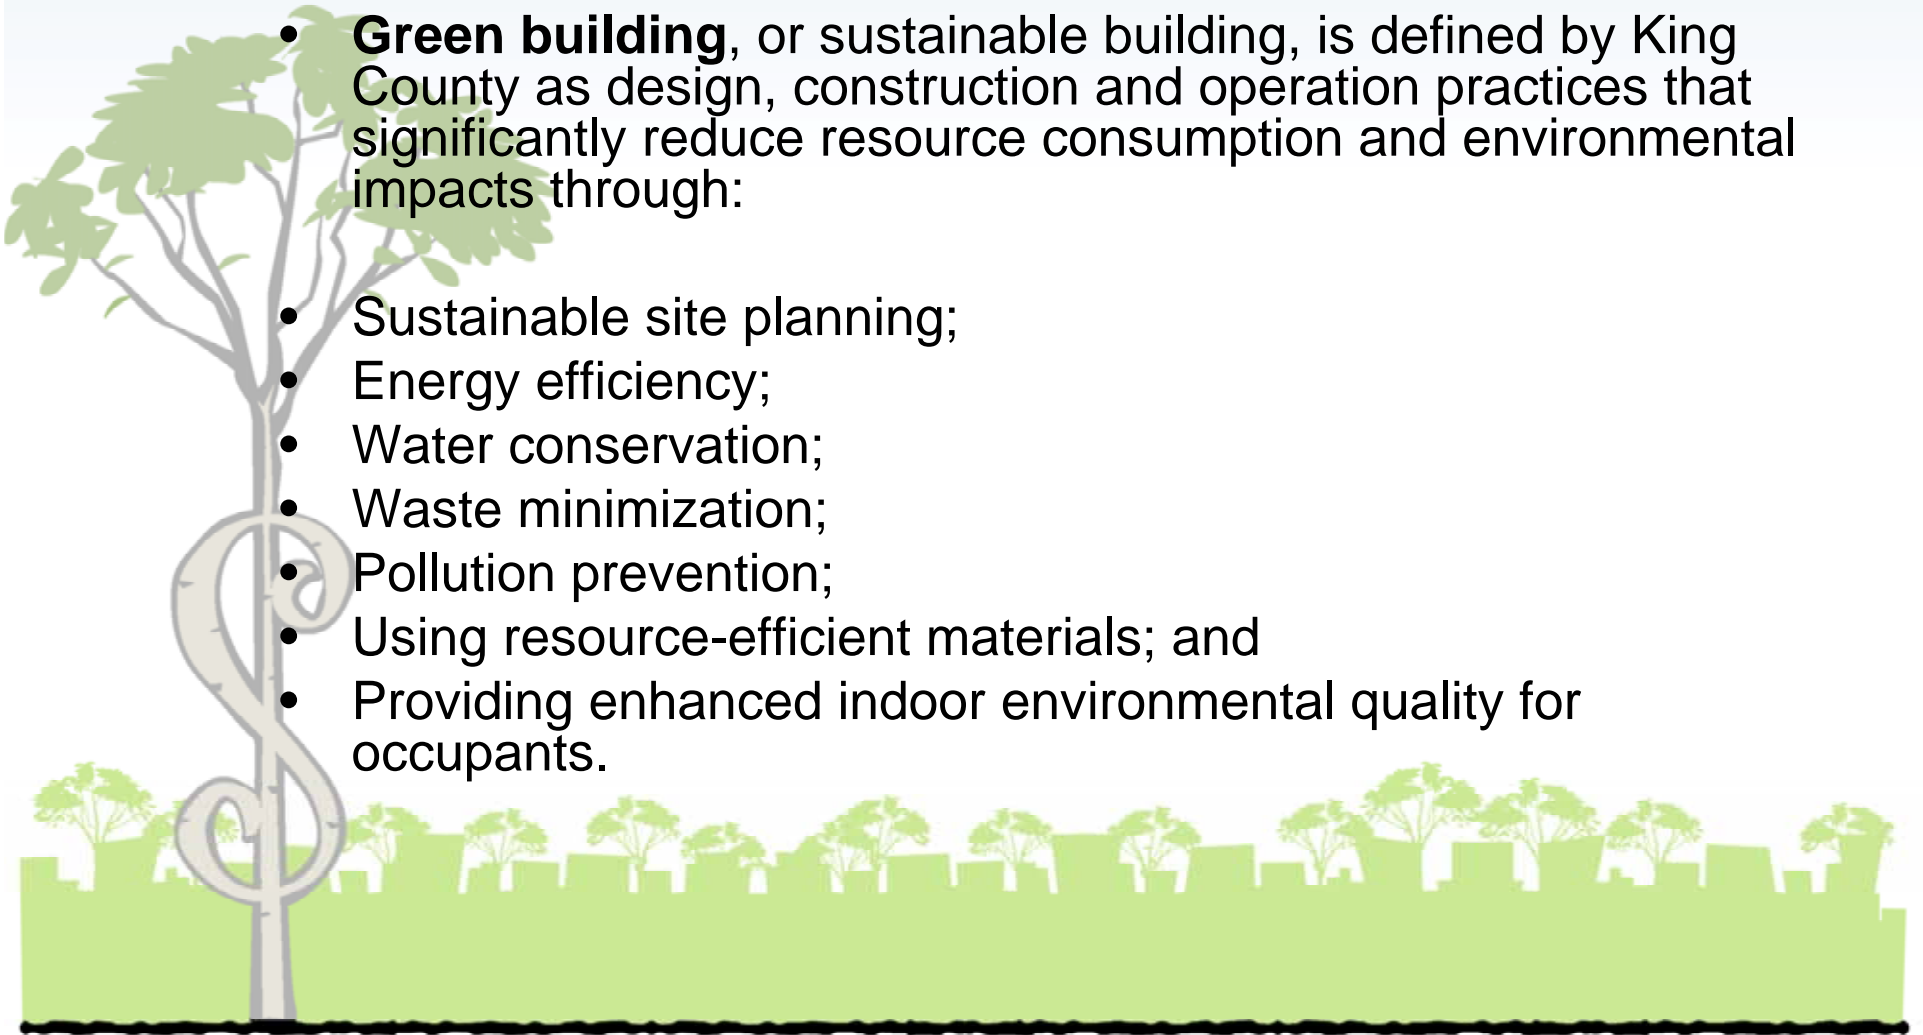 • Green building, or sustainable building, is defined by King
County as design, construction and operation practices that
significantly reduce resource consumption and environmental
impacts through:
• Sustainable site planning;
• Energy efficiency;
• Water conservation;
• Waste minimization;
• Pollution prevention;
• Using resource-efficient materials; and
• Providing enhanced indoor environmental quality for
occupants.